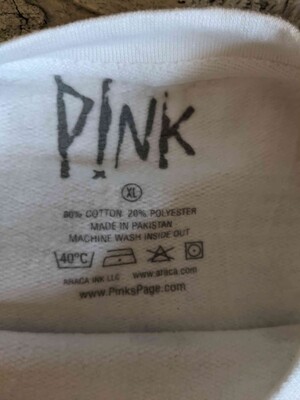 P!NK
XL
80% COTTON 20% POLYESTER
MADE IN PAKISTAN
MACHINE WASH INSIDE OUT
40°C
ARACA INK LLC www.araca.com
www.PinksPage.com